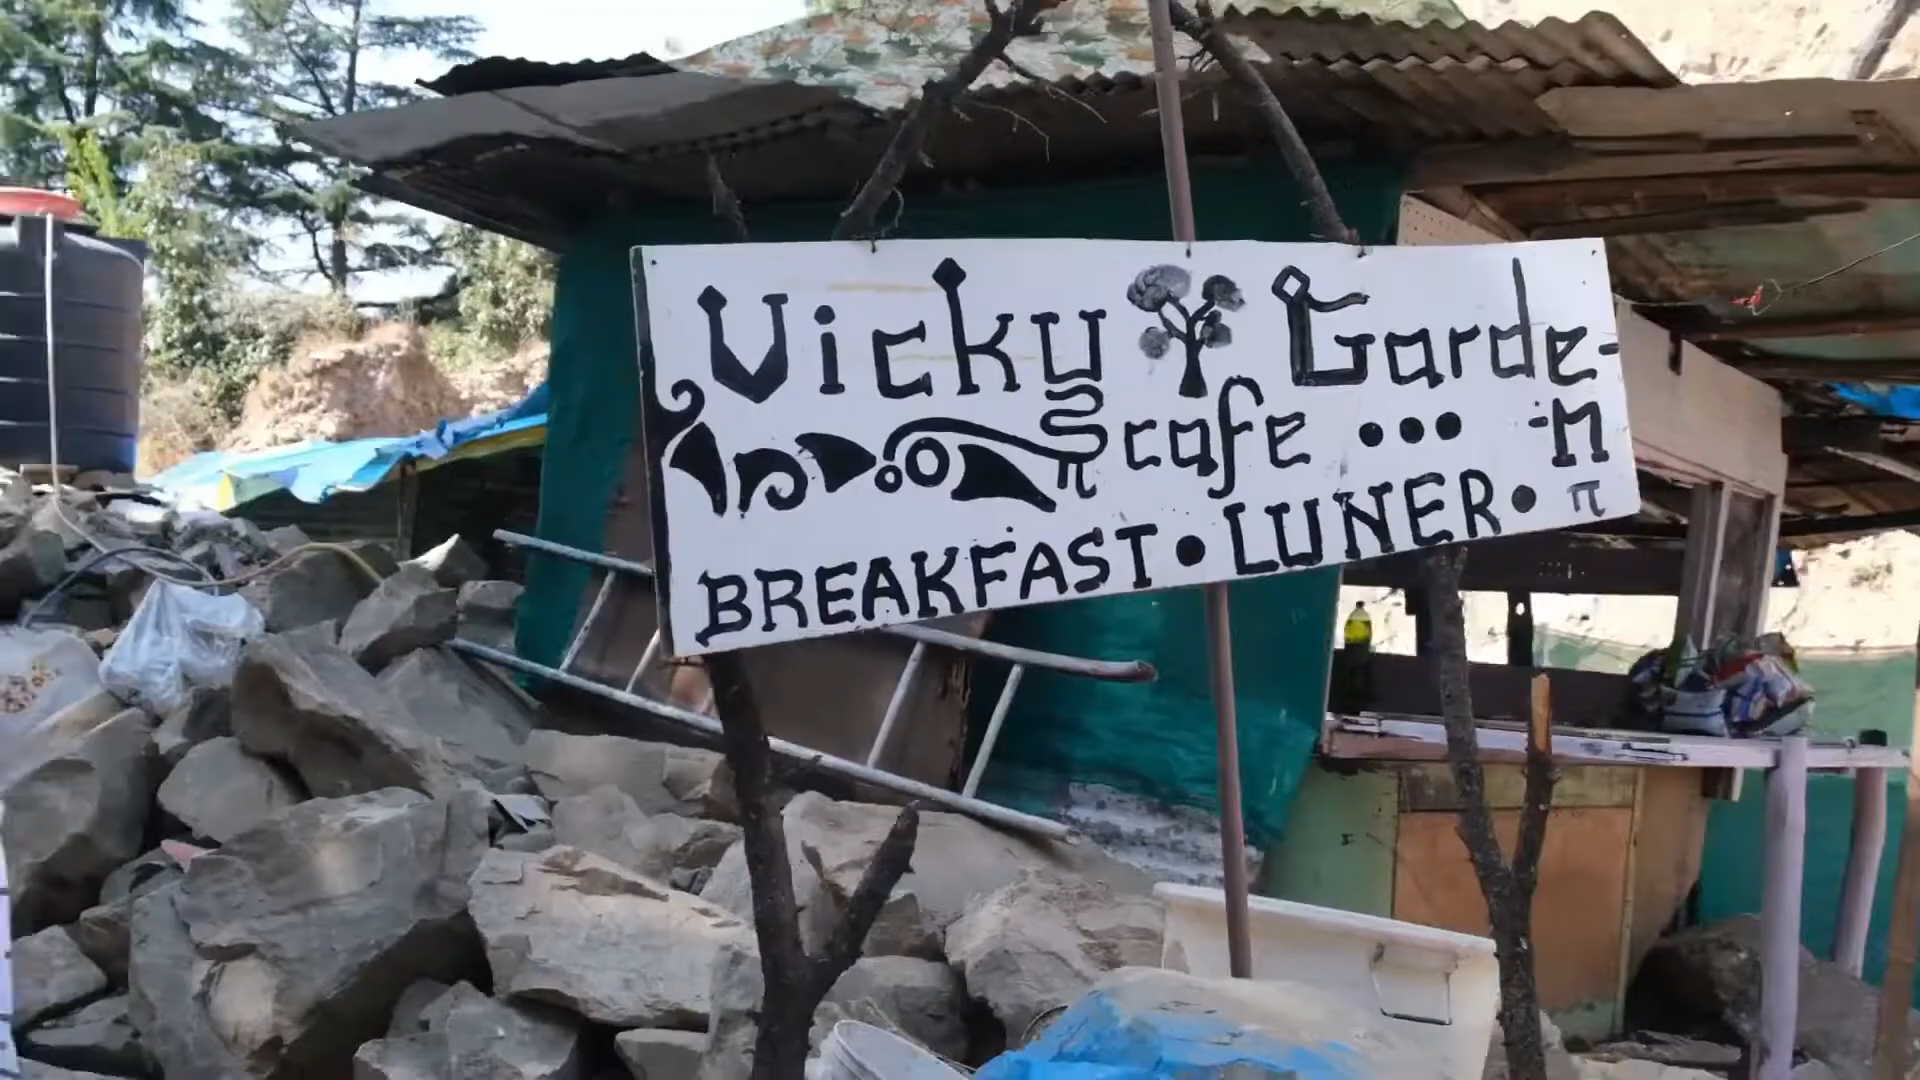 Vicky Garde-
cafe ... -n
BREAKFAST • LUNER •